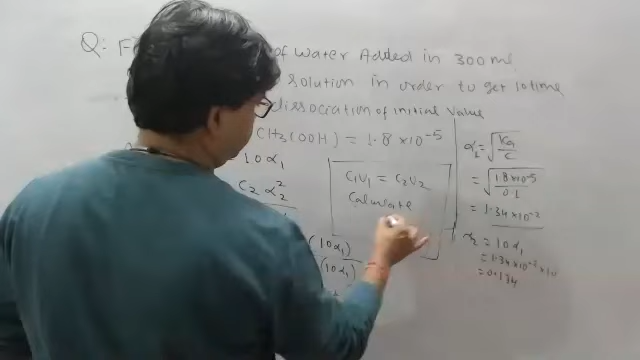 Q: Fi of water Added in 300 ml
solution in order to get 10 time
dissociation of initial value
CH3COOH) = 1.8 × 10⁻⁵
10α₁
C₂ α₂²
(10α₁)
(10α₁)
C₁V₁ = C₂V₂
Calculate
α₁ = √Ka/C
= √1.8×10⁻⁵/0.1
= 1.34×10⁻²
α₂ = 10α₁
= 1.34×10⁻²×10
= 0.134